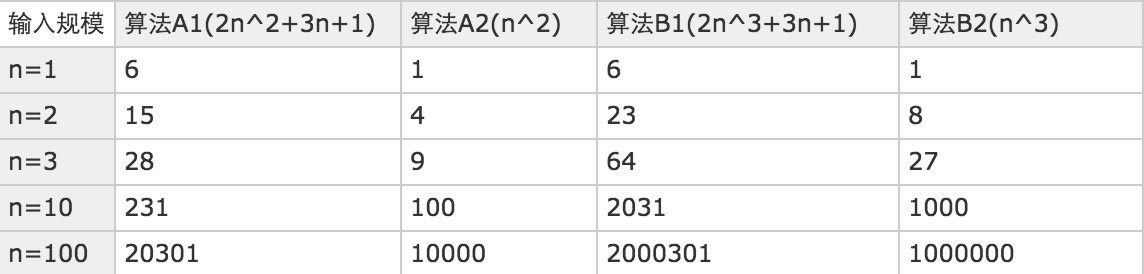 输入规模 算法A1(2n^2+3n+1) 算法A2(n^2) 算法B1(2n^3+3n+1) 算法B2(n^3)
n=1 6 1 6 1
n=2 15 4 23 8
n=3 28 9 64 27
n=10 231 100 2031 1000
n=100 20301 10000 2000301 1000000